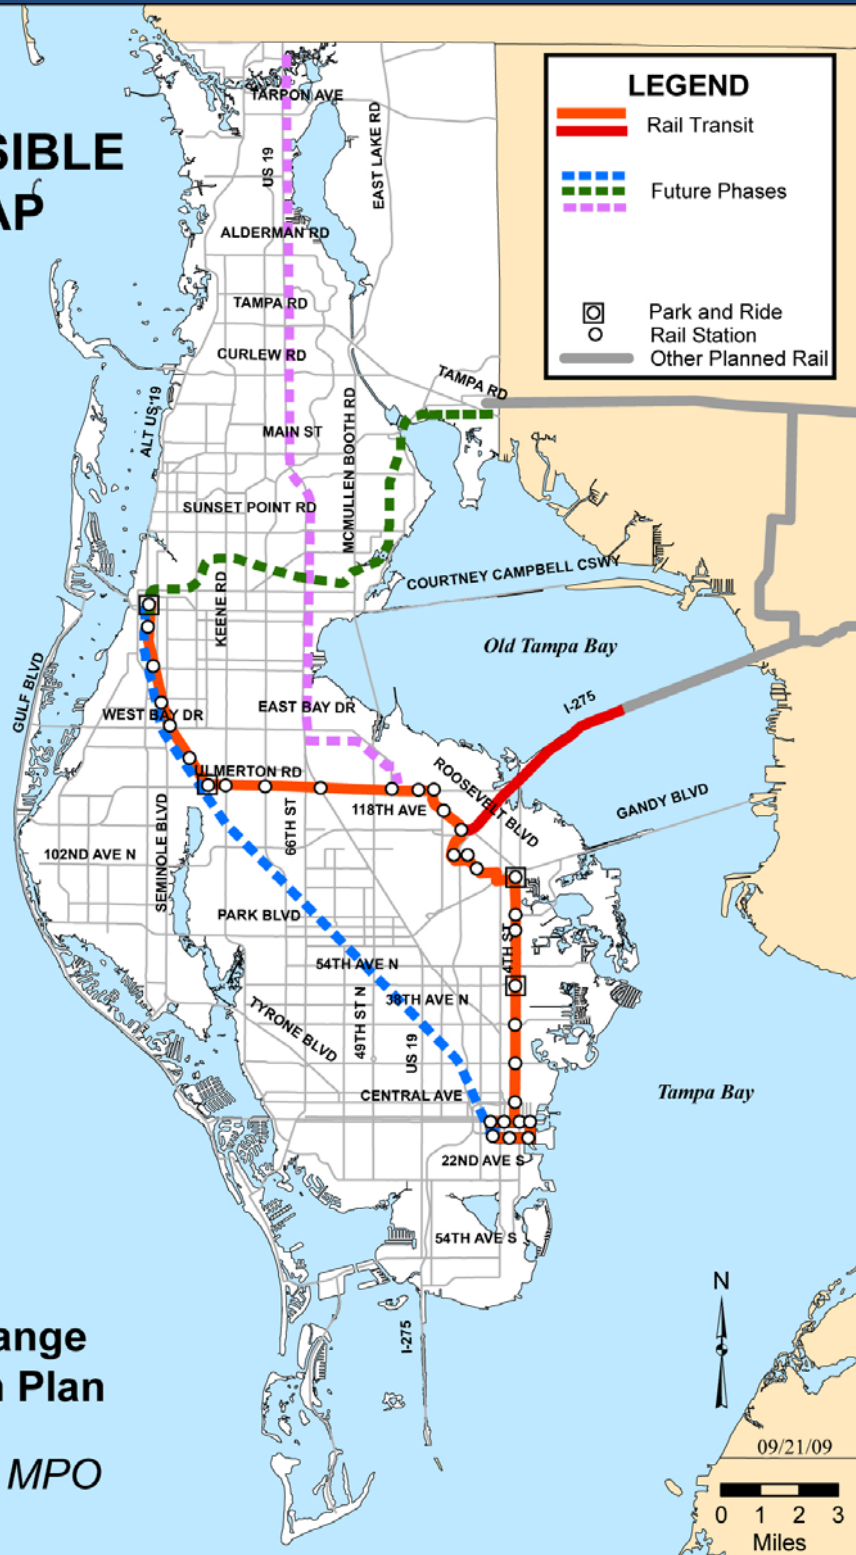 SIBLE
AP
LEGEND
Rail Transit
Future Phases
Park and Ride
Rail Station
Other Planned Rail
TARPON AVE
US 19
EAST LAKE RD
ALDERMAN RD
TAMPA RD
CURLEW RD
TAMPA RD
ALT US 19
MAIN ST
MCMULLEN BOOTH RD
SUNSET POINT RD
COURTNEY CAMPBELL CSWY
KEENE RD
Old Tampa Bay
GULF BLVD
WEST BAY DR
EAST BAY DR
I-275
ULMERTON RD
ROOSEVELT BLVD
GANDY BLVD
118TH AVE
66TH ST
SEMINOLE BLVD
102ND AVE N
PARK BLVD
4TH ST
54TH AVE N
38TH AVE N
49TH ST N
TYRONE BLVD
US 19
CENTRAL AVE
Tampa Bay
22ND AVE S
54TH AVE S
I-275
N
ange
n Plan
MPO
09/21/09
0 1 2 3
Miles